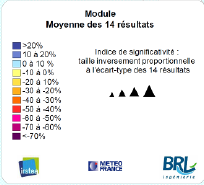 Module
Moyenne des 14 résultats
>20%
10 à 20%
0 à 10 %
-10 à 0%
-20 à 10%
-30 à -20%
-40 à -30%
-50 à -40%
-60 à -50%
-70 à -60%
<-70%
Indice de significativité :
taille inversement proportionnelle
à l'écart-type des 14 résultats
irstea
METEO
FRANCE
BRL
ingénierie